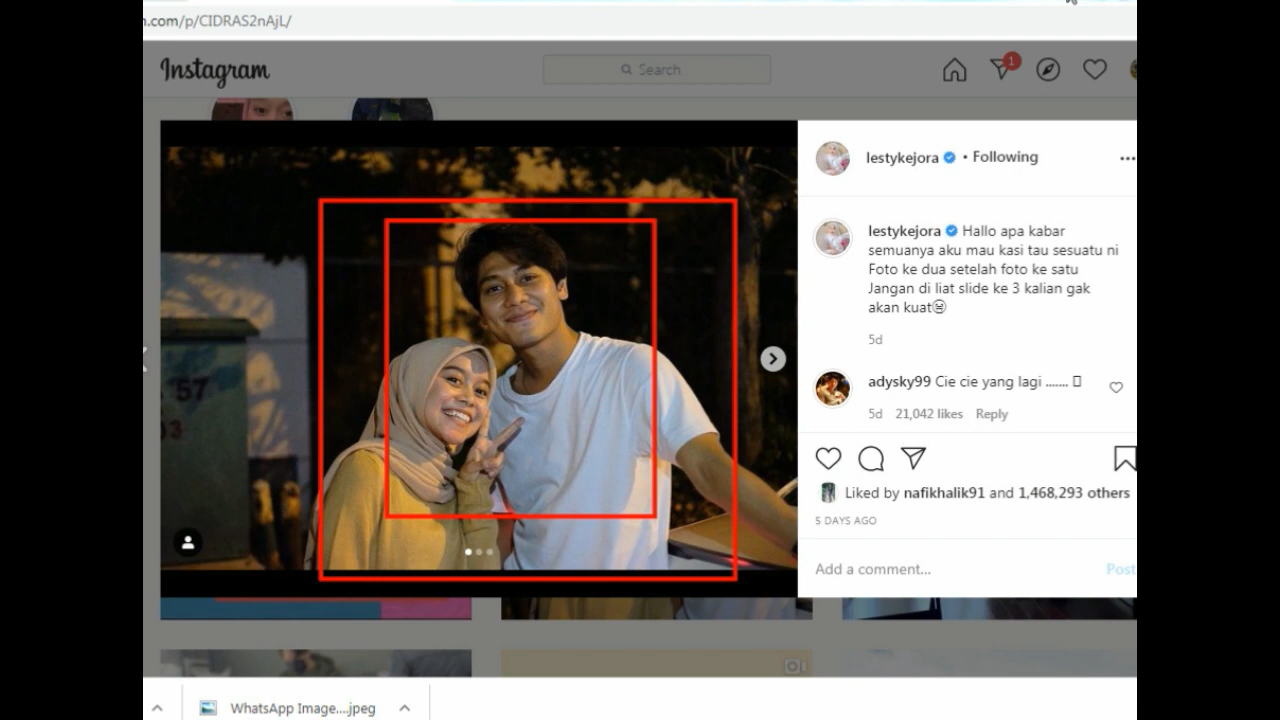 n.com/p/CIDRAS2nAjL/
Instagram
Search
1
lestykejora • Following
lestykejora Hallo apa kabar
semuanya aku mau kasi tau sesuatu ni
Foto ke dua setelah foto ke satu
Jangan di liat slide ke 3 kalian gak
akan kuat
5d
adysky99 Cie cie yang lagi .......
5d 21,042 likes Reply
Liked by nafikhalik91 and 1,468,293 others
5 DAYS AGO
Add a comment... Post
57
WhatsApp Image....jpeg